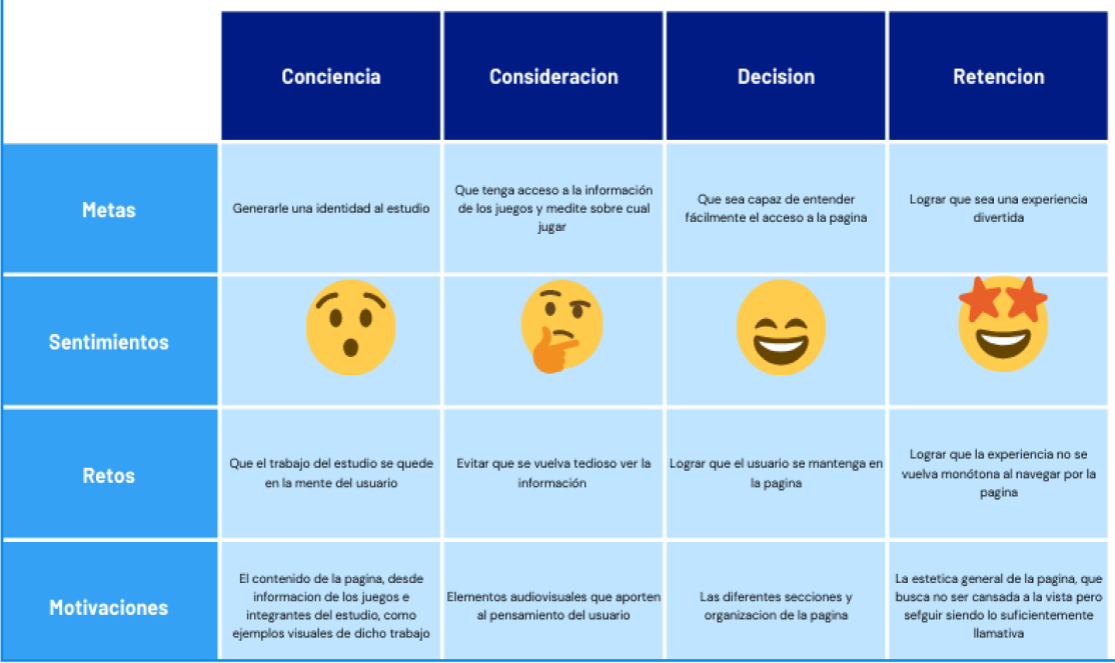 Conciencia
Consideracion
Decision
Retencion
Metas
Generarle una identidad al estudio
Que tenga acceso a la información
de los juegos y medite sobre cual
jugar
Que sea capaz de entender
fácilmente el acceso a la pagina
Lograr que sea una experiencia
divertida
Sentimientos
Retos
Que el trabajo del estudio se quede
en la mente del usuario
Evitar que se vuelva tedioso ver la
información
Lograr que el usuario se mantenga en
la pagina
Lograr que la experiencia no se
vuelva monótona al navegar por la
pagina
Motivaciones
El contenido de la pagina, desde
informacion de los juegos e
integrantes del estudio, como
ejemplos visuales de dicho trabajo
Elementos audiovisuales que aporten
al pensamiento del usuario
Las diferentes secciones y
organizacion de la pagina
La estetica general de la pagina, que
busca no ser cansada a la vista pero
sefguir siendo lo suficientemente
llamativa